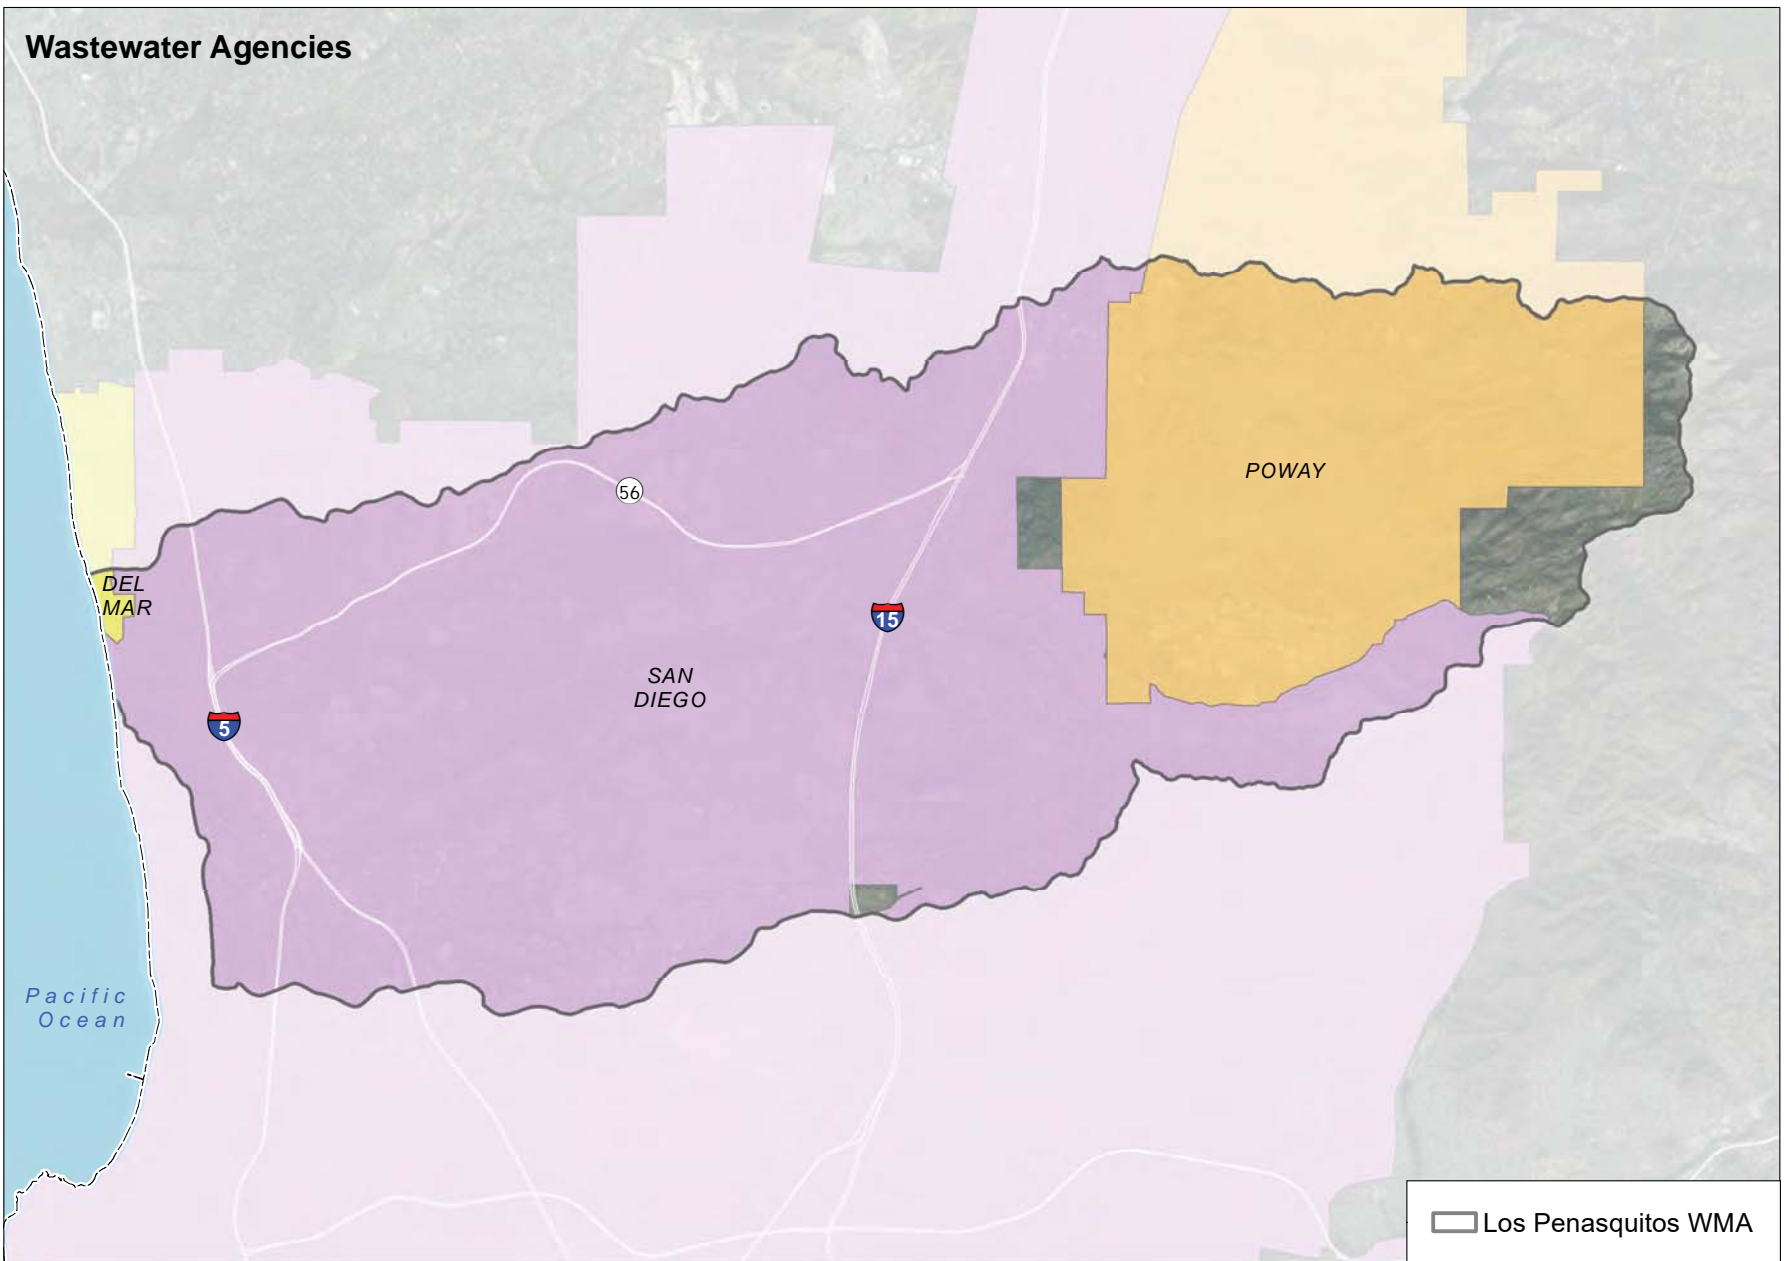 Wastewater Agencies
POWAY
56
DEL
MAR
15
SAN
DIEGO
5
Pacific
Ocean
Los Penasquitos WMA